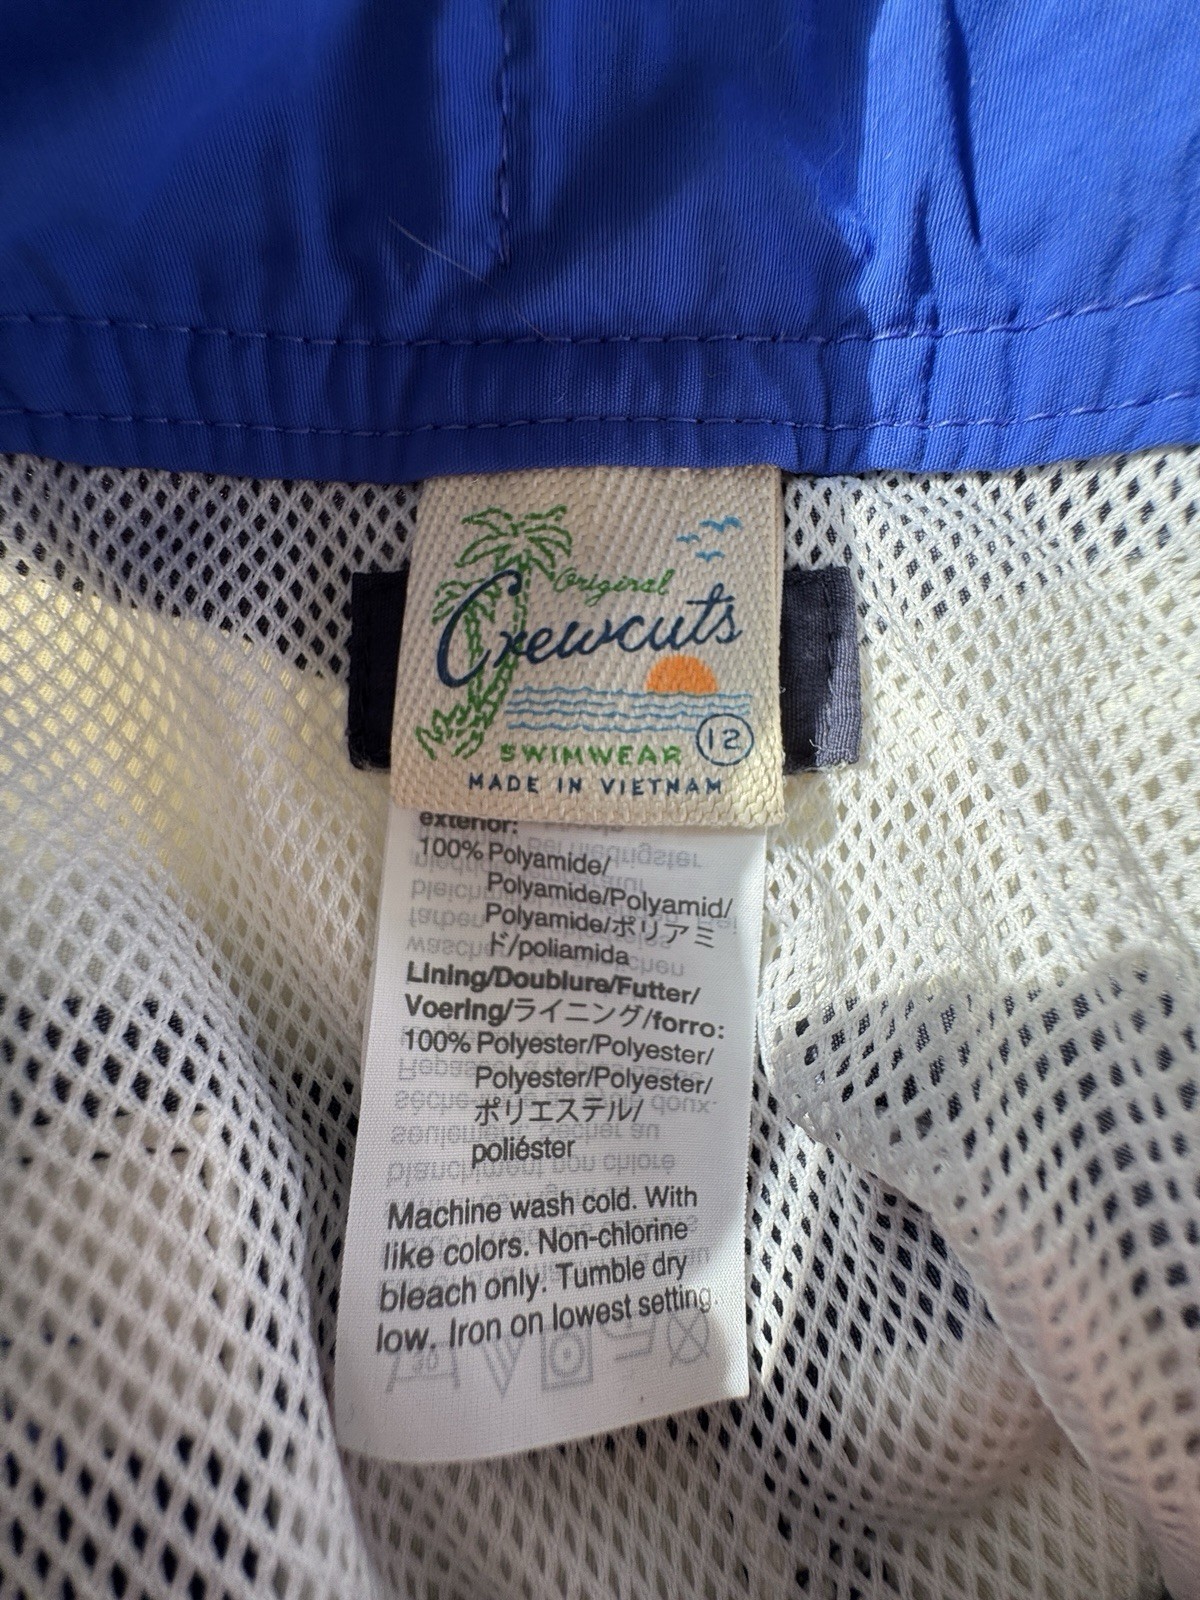 Original
Crewcuts
SWIMWEAR 12
MADE IN VIETNAM
exterior:
100% Polyamide/
Polyamide/Polyamid/
Polyamide/ポリアミ
ド/poliamida
Lining/Doublure/Futter/
Voering/ライニング/forro:
100% Polyester/Polyester/
Polyester/Polyester/
ポリエステル/
poliéster
Machine wash cold. With
like colors. Non-chlorine
bleach only. Tumble dry
low. Iron on lowest setting.